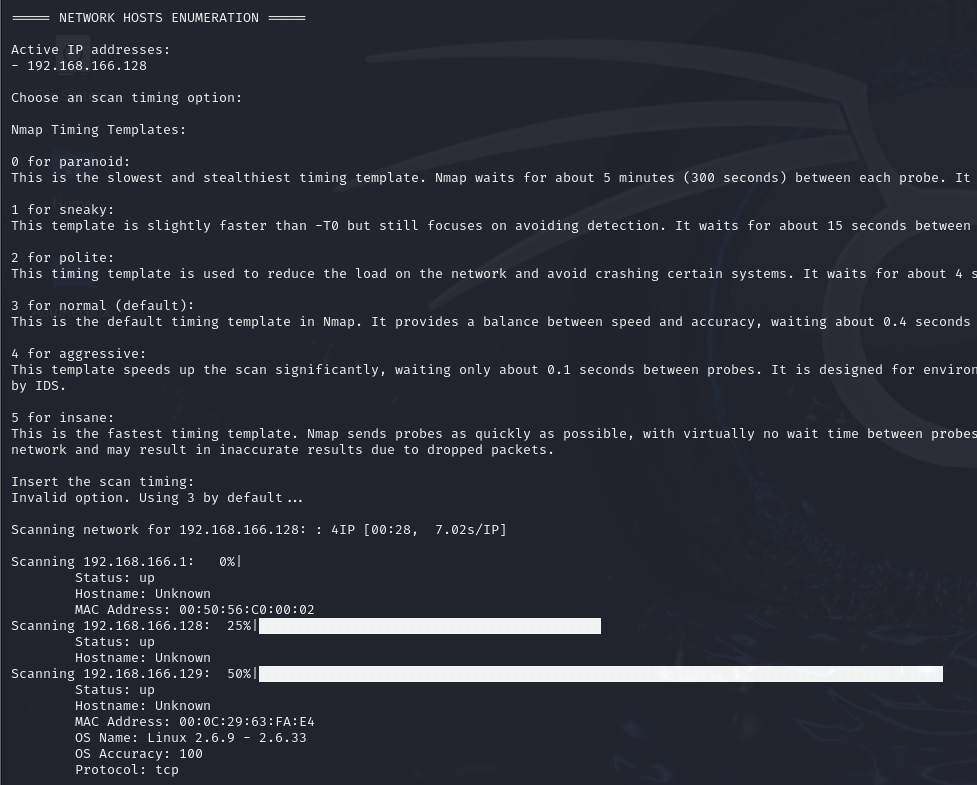 ===== NETWORK HOSTS ENUMERATION =====
Active IP addresses:
- 192.168.166.128
Choose an scan timing option:
Nmap Timing Templates:
0 for paranoid:
This is the slowest and stealthiest timing template. Nmap waits for about 5 minutes (300 seconds) between each probe. It
1 for sneaky:
This template is slightly faster than -T0 but still focuses on avoiding detection. It waits for about 15 seconds between
2 for polite:
This timing template is used to reduce the load on the network and avoid crashing certain systems. It waits for about 4 s
3 for normal (default):
This is the default timing template in Nmap. It provides a balance between speed and accuracy, waiting about 0.4 seconds
4 for aggressive:
This template speeds up the scan significantly, waiting only about 0.1 seconds between probes. It is designed for environ
by IDS.
5 for insane:
This is the fastest timing template. Nmap sends probes as quickly as possible, with virtually no wait time between probes
network and may result in inaccurate results due to dropped packets.
Insert the scan timing:
Invalid option. Using 3 by default...
Scanning network for 192.168.166.128: : 4IP [00:28,  7.02s/IP]
Scanning 192.168.166.1:   0%|
Status: up
Hostname: Unknown
MAC Address: 00:50:56:C0:00:02
Scanning 192.168.166.128:  25%|
Status: up
Hostname: Unknown
Scanning 192.168.166.129:  50%|
Status: up
Hostname: Unknown
MAC Address: 00:0C:29:63:FA:E4
OS Name: Linux 2.6.9 - 2.6.33
OS Accuracy: 100
Protocol: tcp